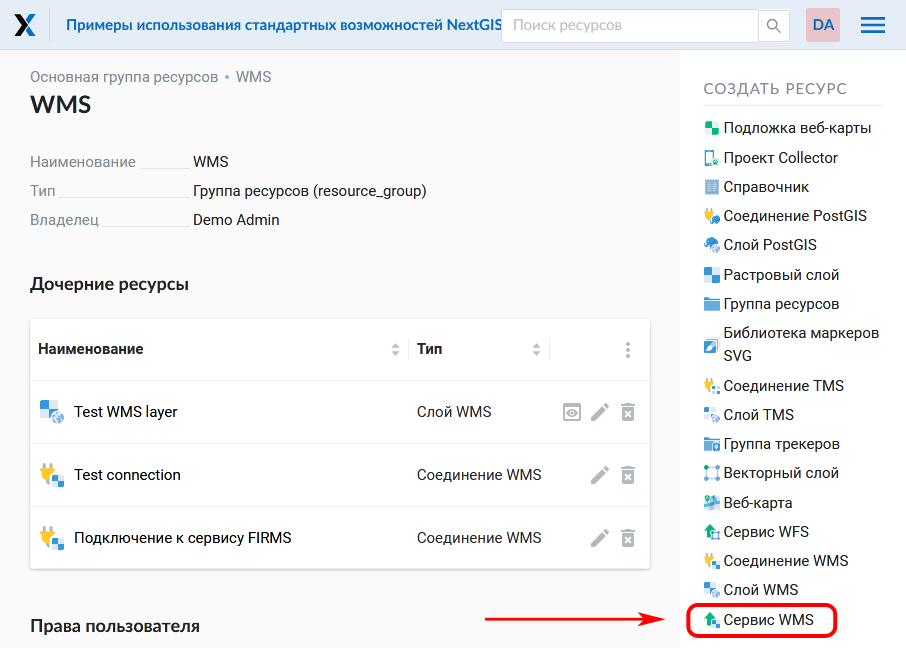 Примеры использования стандартных возможностей NextGIS
Поиск ресурсов
DA
Основная группа ресурсов • WMS
WMS
Наименование WMS
Тип Группа ресурсов (resource_group)
Владелец Demo Admin
Дочерние ресурсы
Наименование Тип
Test WMS layer Слой WMS
Test connection Соединение WMS
Подключение к сервису FIRMS Соединение WMS
Права пользователя
СОЗДАТЬ РЕСУРС
Подложка веб-карты
Проект Collector
Справочник
Соединение PostGIS
Слой PostGIS
Растровый слой
Группа ресурсов
Библиотека маркеров
SVG
Соединение TMS
Слой TMS
Группа трекеров
Векторный слой
Веб-карта
Сервис WFS
Соединение WMS
Слой WMS
Сервис WMS